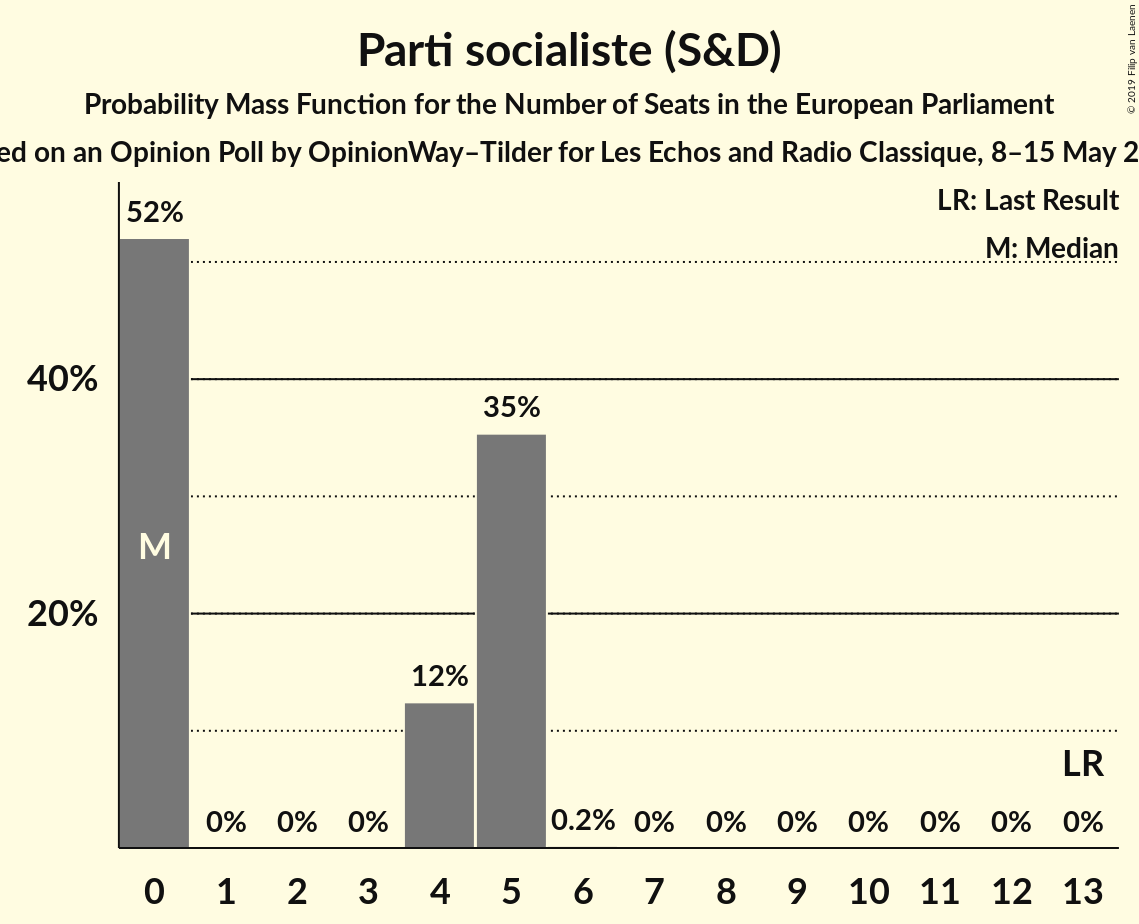 Parti socialiste (S&D)
Probability Mass Function for the Number of Seats in the European Parliament
ed on an Opinion Poll by OpinionWay–Tilder for Les Echos and Radio Classique, 8–15 May 2
© 2019 Filip van Laenen
LR: Last Result
M: Median
52%
40%
35%
M
20%
12%
LR
0% 0% 0% 0.2% 0% 0% 0% 0% 0% 0% 0%
0 1 2 3 4 5 6 7 8 9 10 11 12 13